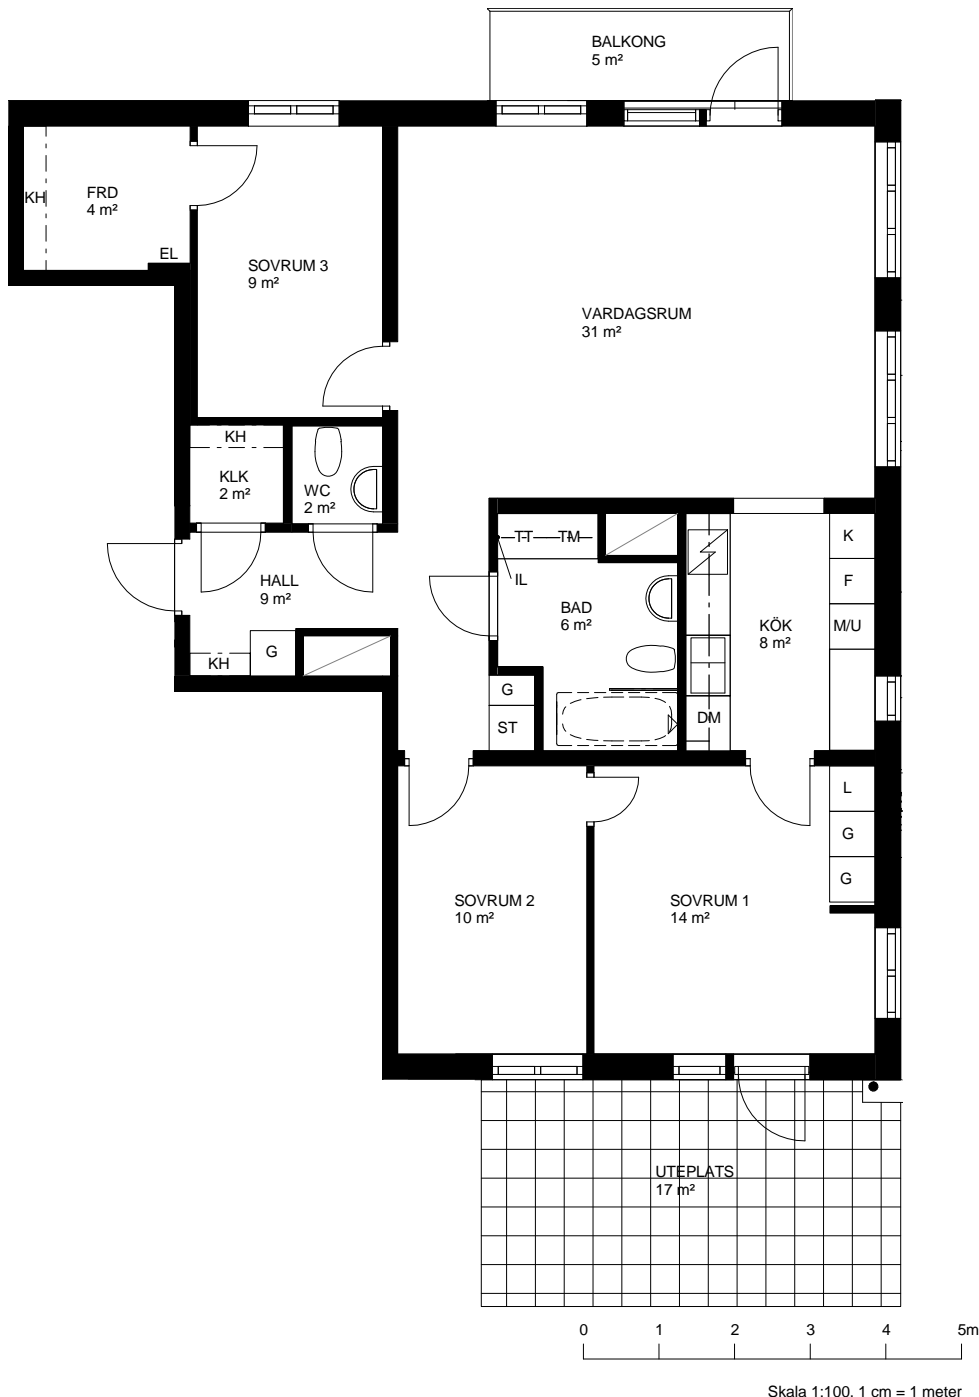 BALKONG
5 m²
KH
FRD
4 m²
EL
SOVRUM 3
9 m²
VARDAGSRUM
31 m²
KH
KLK
2 m²
WC
2 m²
TT TM
IL
HALL
9 m²
KH
G
BAD
6 m²
G
ST
KÖK
8 m²
K
F
M/U
DM
L
G
G
SOVRUM 2
10 m²
SOVRUM 1
14 m²
UTEPLATS
17 m²
0 1 2 3 4 5m
Skala 1:100, 1 cm = 1 meter